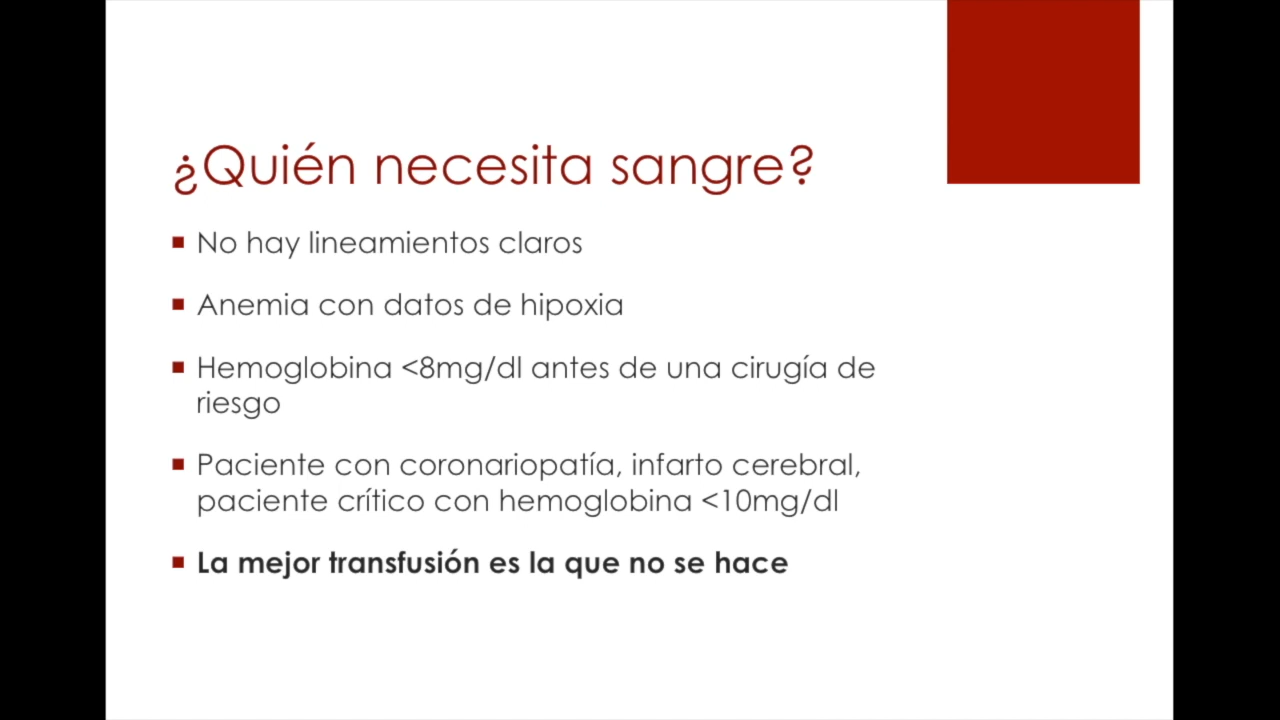 ¿Quién necesita sangre?
No hay lineamientos claros
Anemia con datos de hipoxia
Hemoglobina <8mg/dl antes de una cirugía de
riesgo
Paciente con coronariopatía, infarto cerebral,
paciente crítico con hemoglobina <10mg/dl
La mejor transfusión es la que no se hace